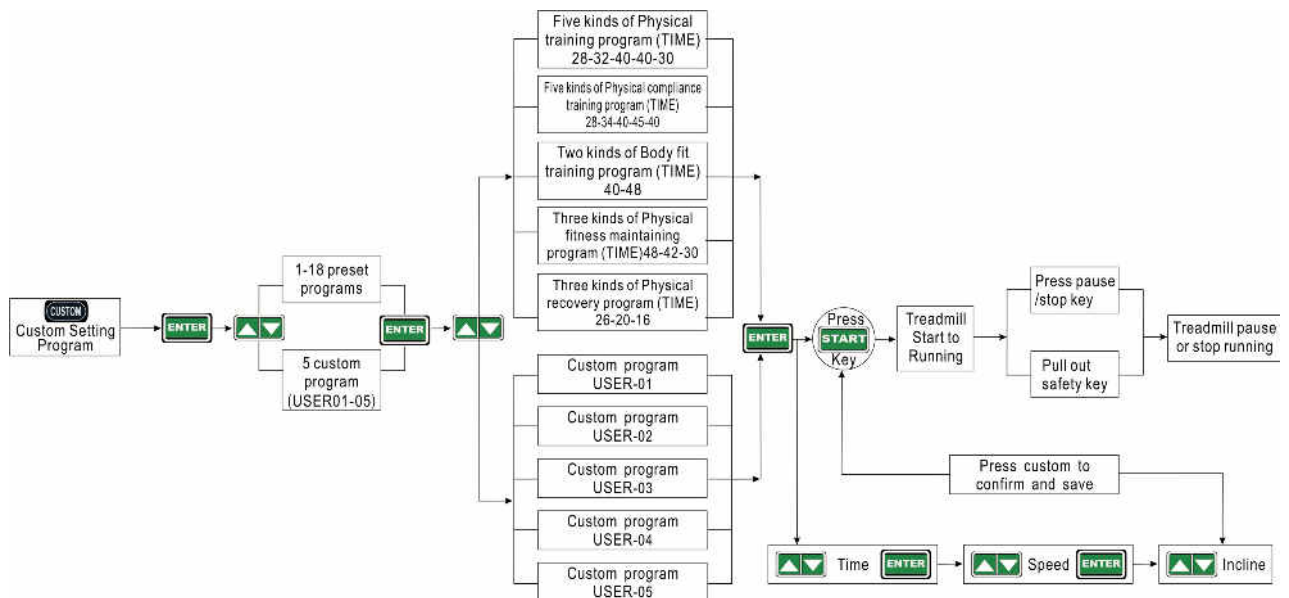 CUSTOM
Custom Setting
Program
ENTER
1-18 preset
programs
5 custom
program
(USER01-05)
ENTER
Five kinds of Physical
training program (TIME)
28-32-40-40-30
Five kinds of Physical compliance
training program (TIME)
28-34-40-45-40
Two kinds of Body fit
training program (TIME)
40-48
Three kinds of Physical
fitness maintaining
program (TIME)48-42-30
Three kinds of Physical
recovery program (TIME)
26-20-16
Custom program
USER-01
Custom program
USER-02
Custom program
USER-03
Custom program
USER-04
Custom program
USER-05
ENTER
Press
START
Key
Treadmill
Start to
Running
Press pause
/stop key
Pull out
safety key
Treadmill pause
or stop running
Press custom to
confirm and save
Time ENTER
Speed ENTER
Incline